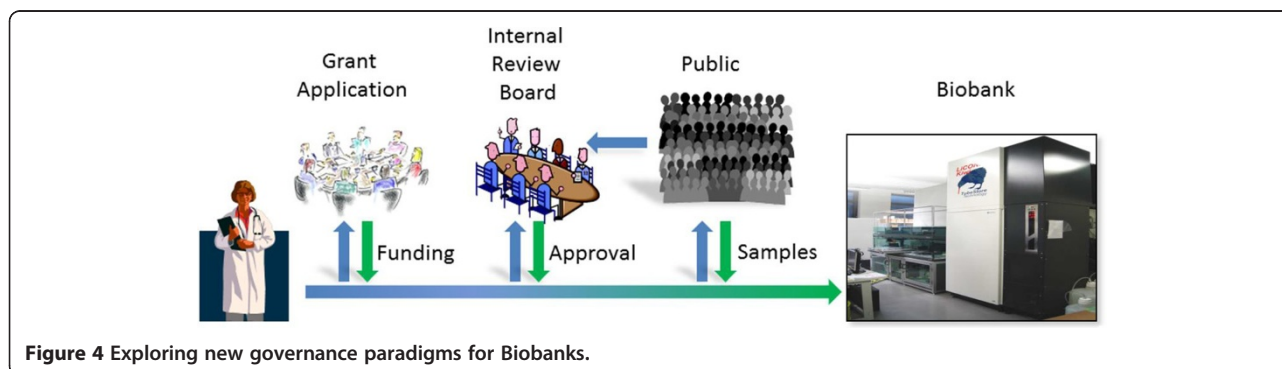 Grant
Application
Internal
Review
Board
Public
Biobank
Funding
Approval
Samples
Figure 4 Exploring new governance paradigms for Biobanks.